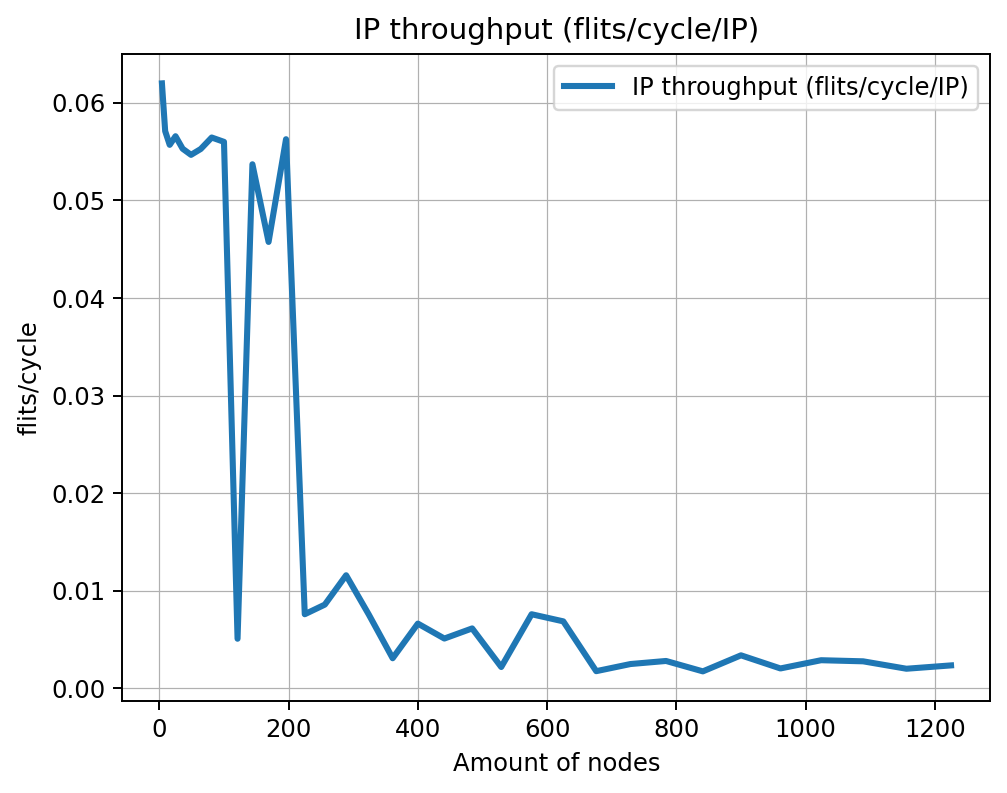 IP throughput (flits/cycle/IP)
IP throughput (flits/cycle/IP)
0.06
0.05
0.04
0.03
0.02
0.01
0.00
flits/cycle
0 200 400 600 800 1000 1200
Amount of nodes